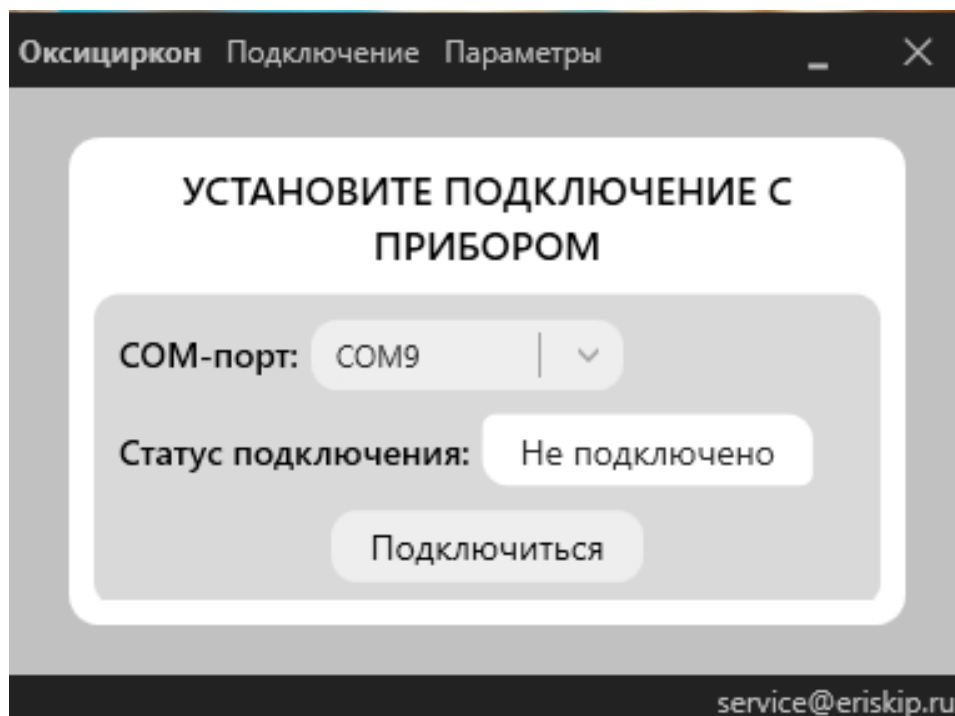 Оксициркон Подключение Параметры
УСТАНОВИТЕ ПОДКЛЮЧЕНИЕ С
ПРИБОРОМ
COM-порт: COM9
Статус подключения: Не подключено
Подключиться
service@eriskip.ru